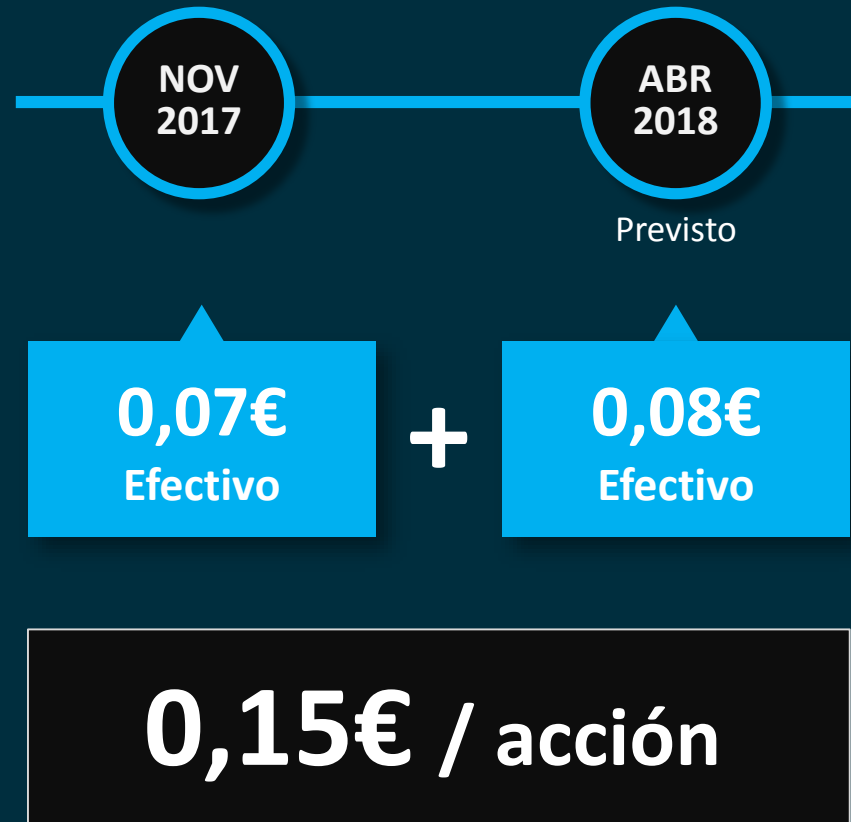 NOV
2017
ABR
2018
Previsto
0,07€
Efectivo
+
0,08€
Efectivo
0,15€ / acción